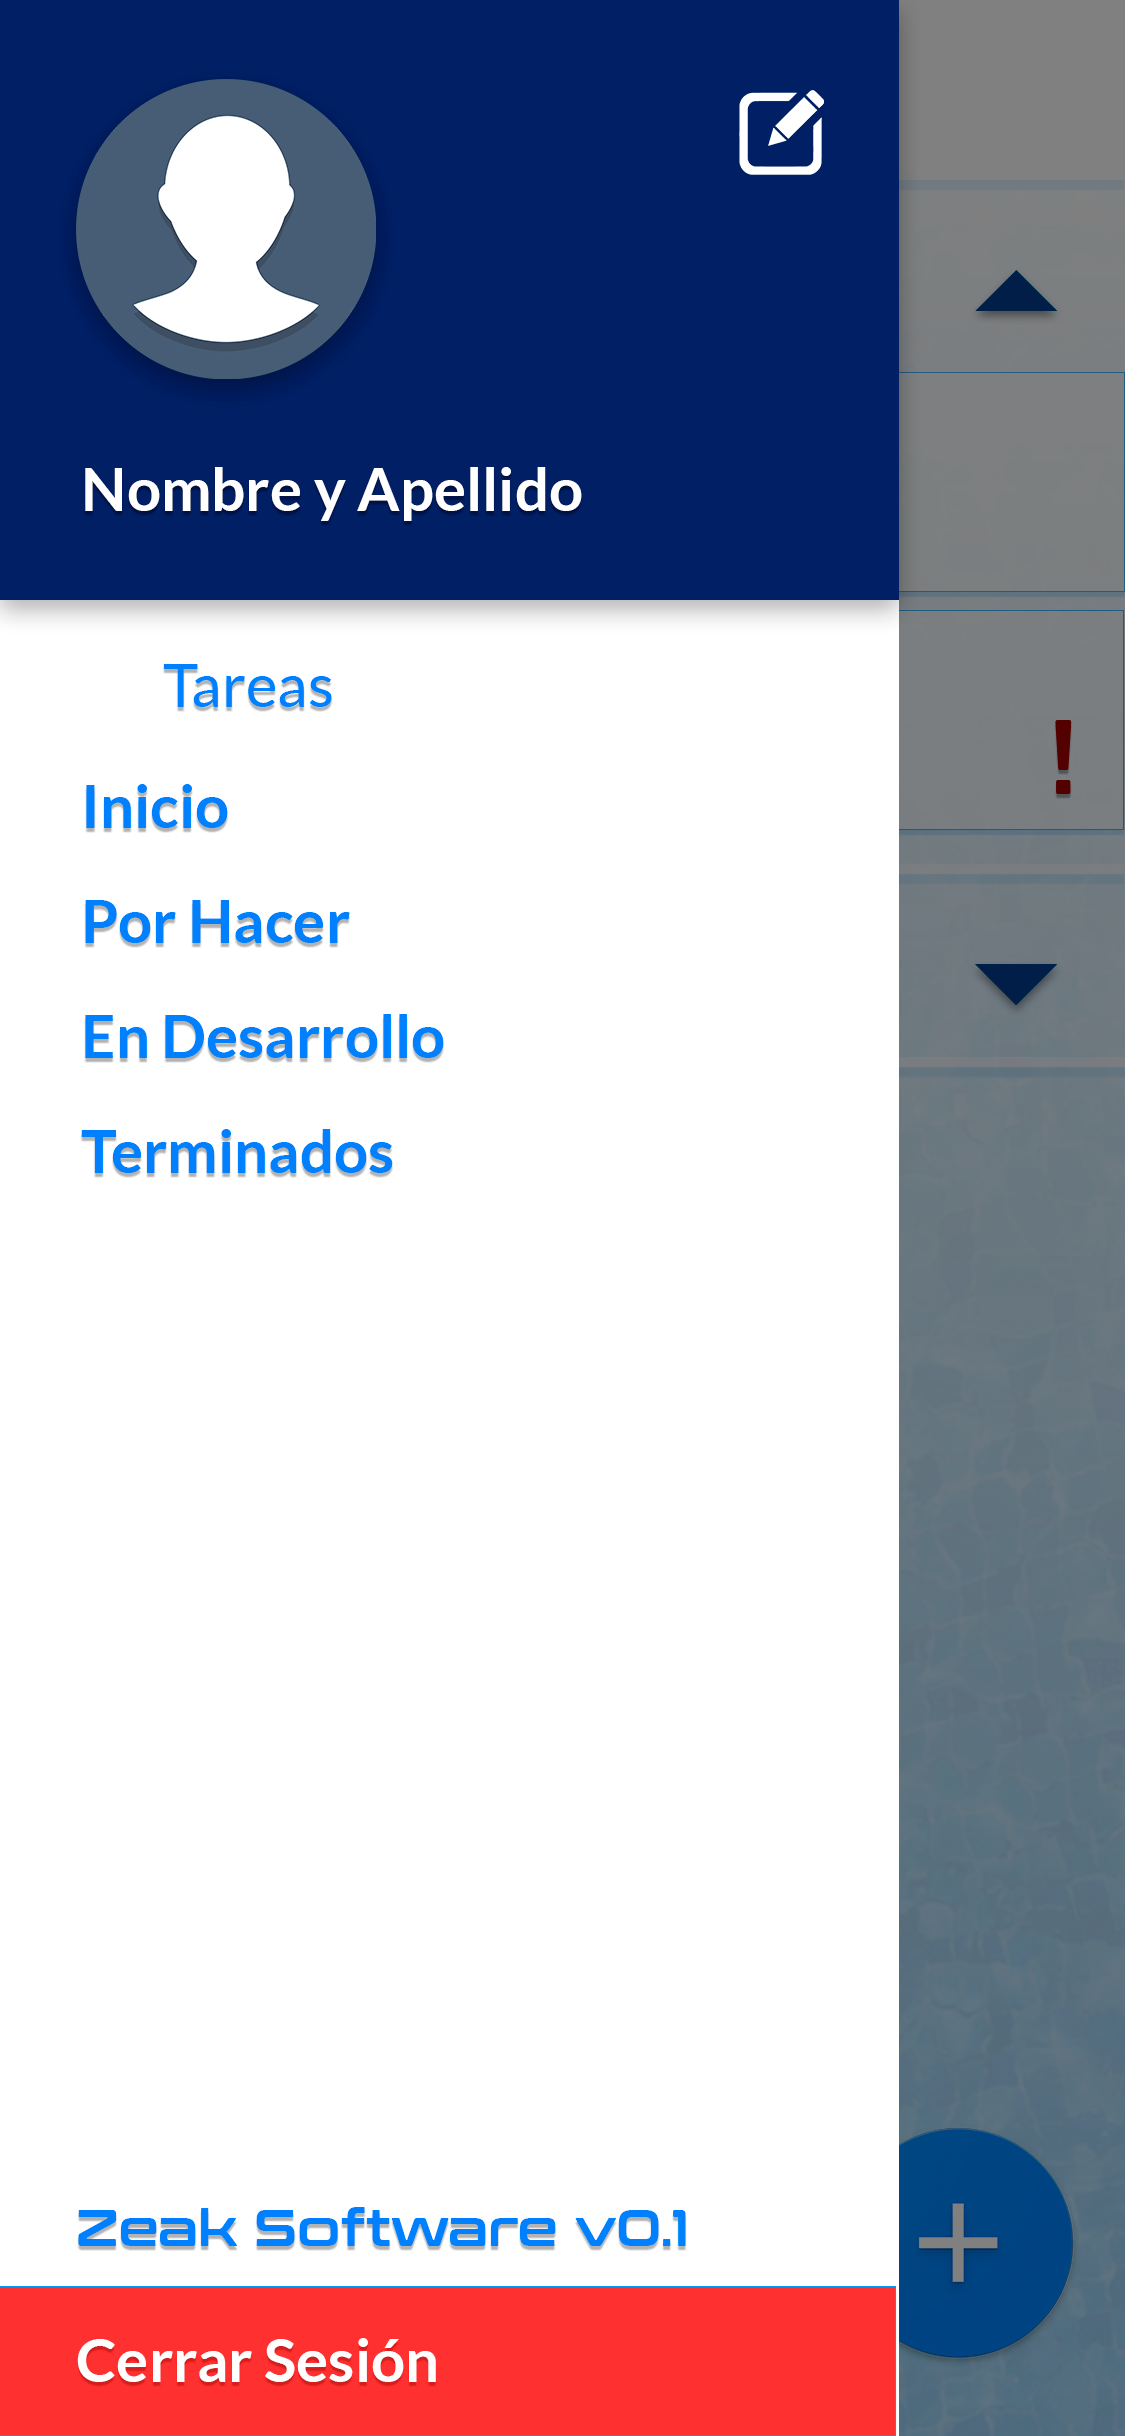 Nombre y Apellido
Tareas
Inicio
Por Hacer
En Desarrollo
Terminados
!
Zeak Software v0.1
+
Cerrar Sesión